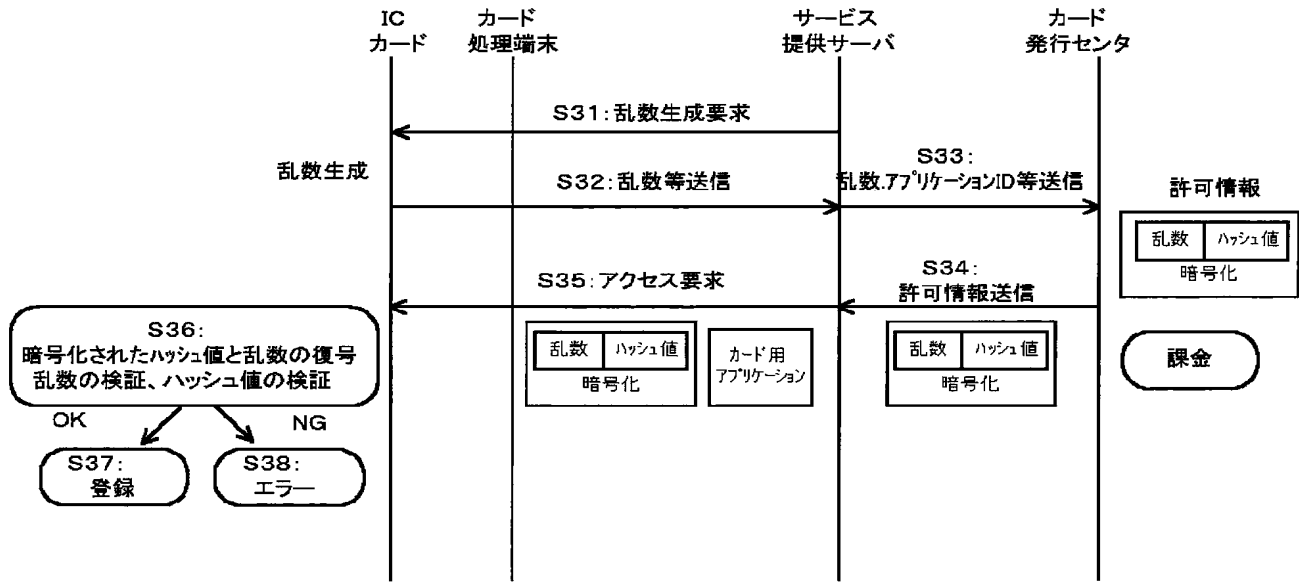 IC
カード
カード
処理端末
サービス
提供サーバ
カード
発行センタ
S31:乱数生成要求
乱数生成
S32:乱数等送信
S33:
乱数.アプリケーションID等送信
許可情報
乱数
ハッシュ値
暗号化
S35:アクセス要求
S34:
許可情報送信
S36:
暗号化されたハッシュ値と乱数の復号
乱数の検証、ハッシュ値の検証
乱数
ハッシュ値
暗号化
カード用
アプリケーション
乱数
ハッシュ値
暗号化
課金
OK
NG
S37:
登録
S38:
エラー